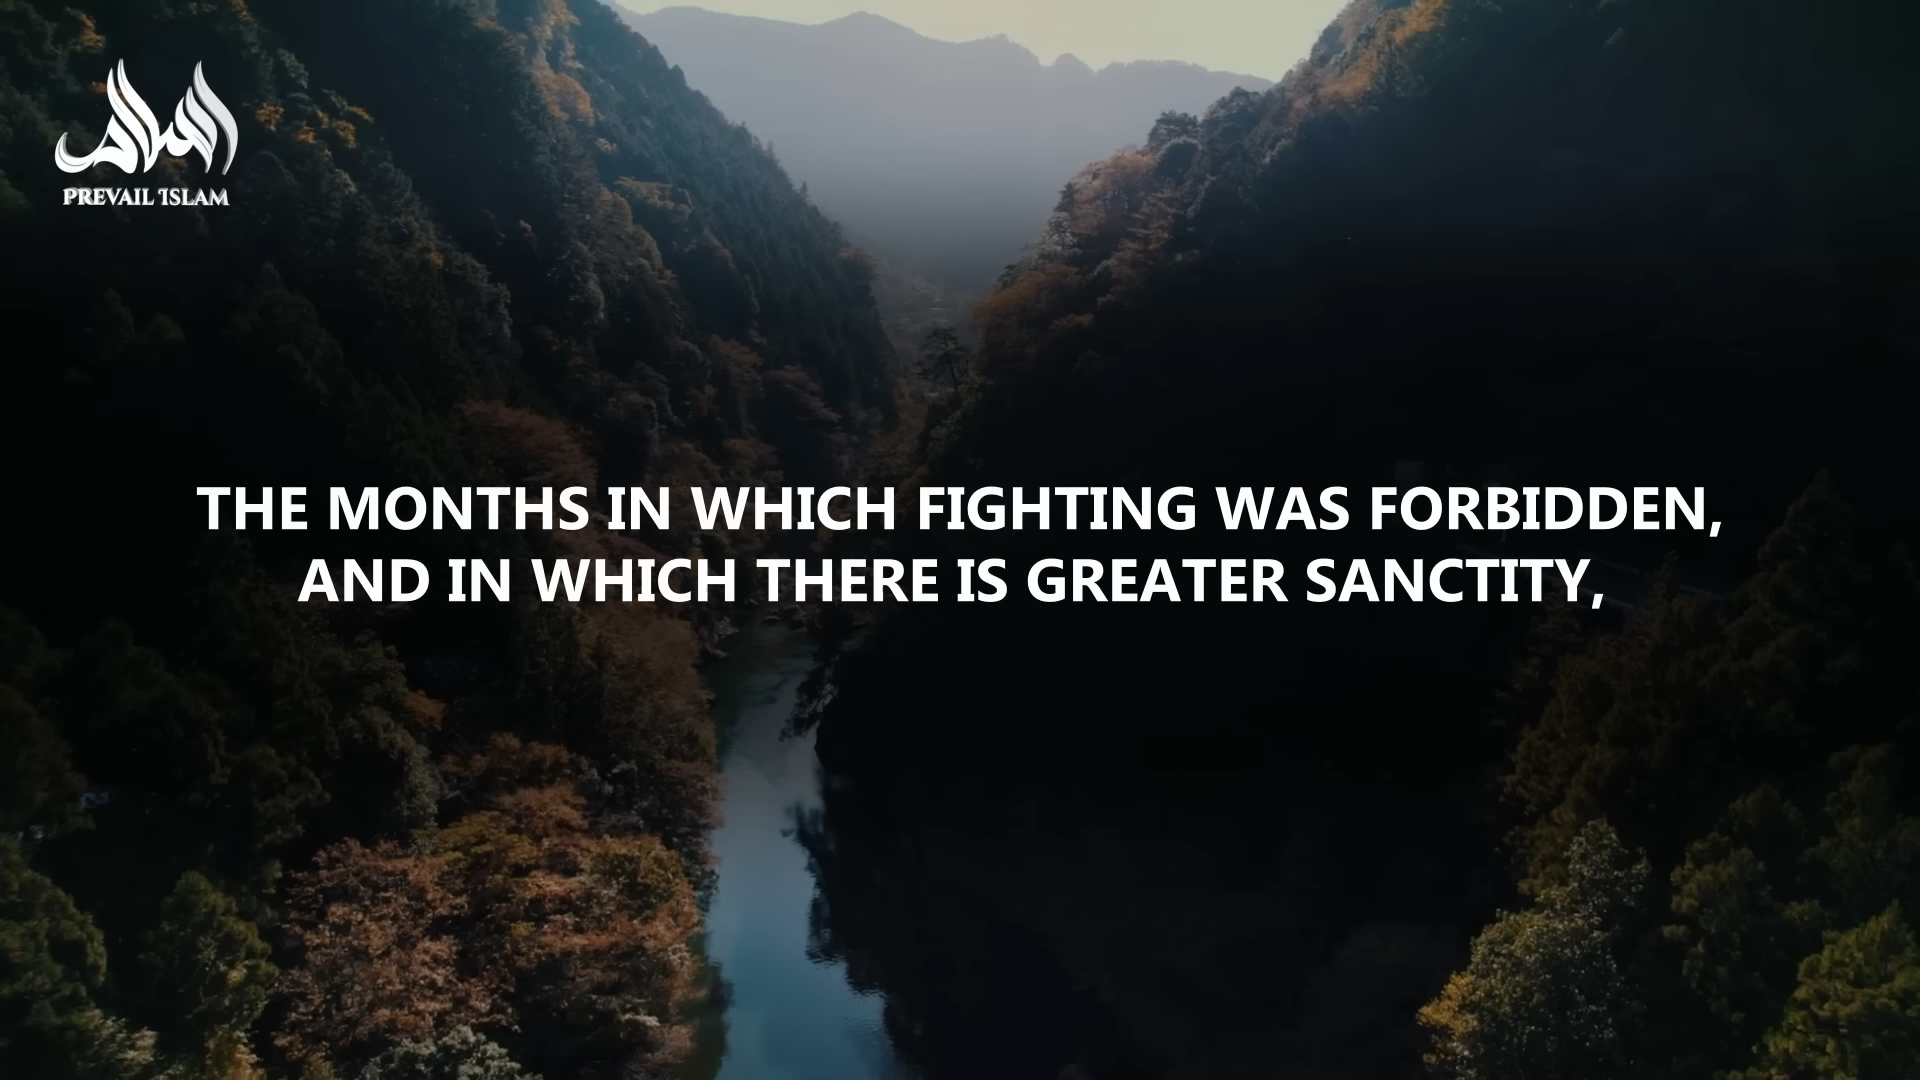 PREVAIL ISLAM
THE MONTHS IN WHICH FIGHTING WAS FORBIDDEN,
AND IN WHICH THERE IS GREATER SANCTITY,